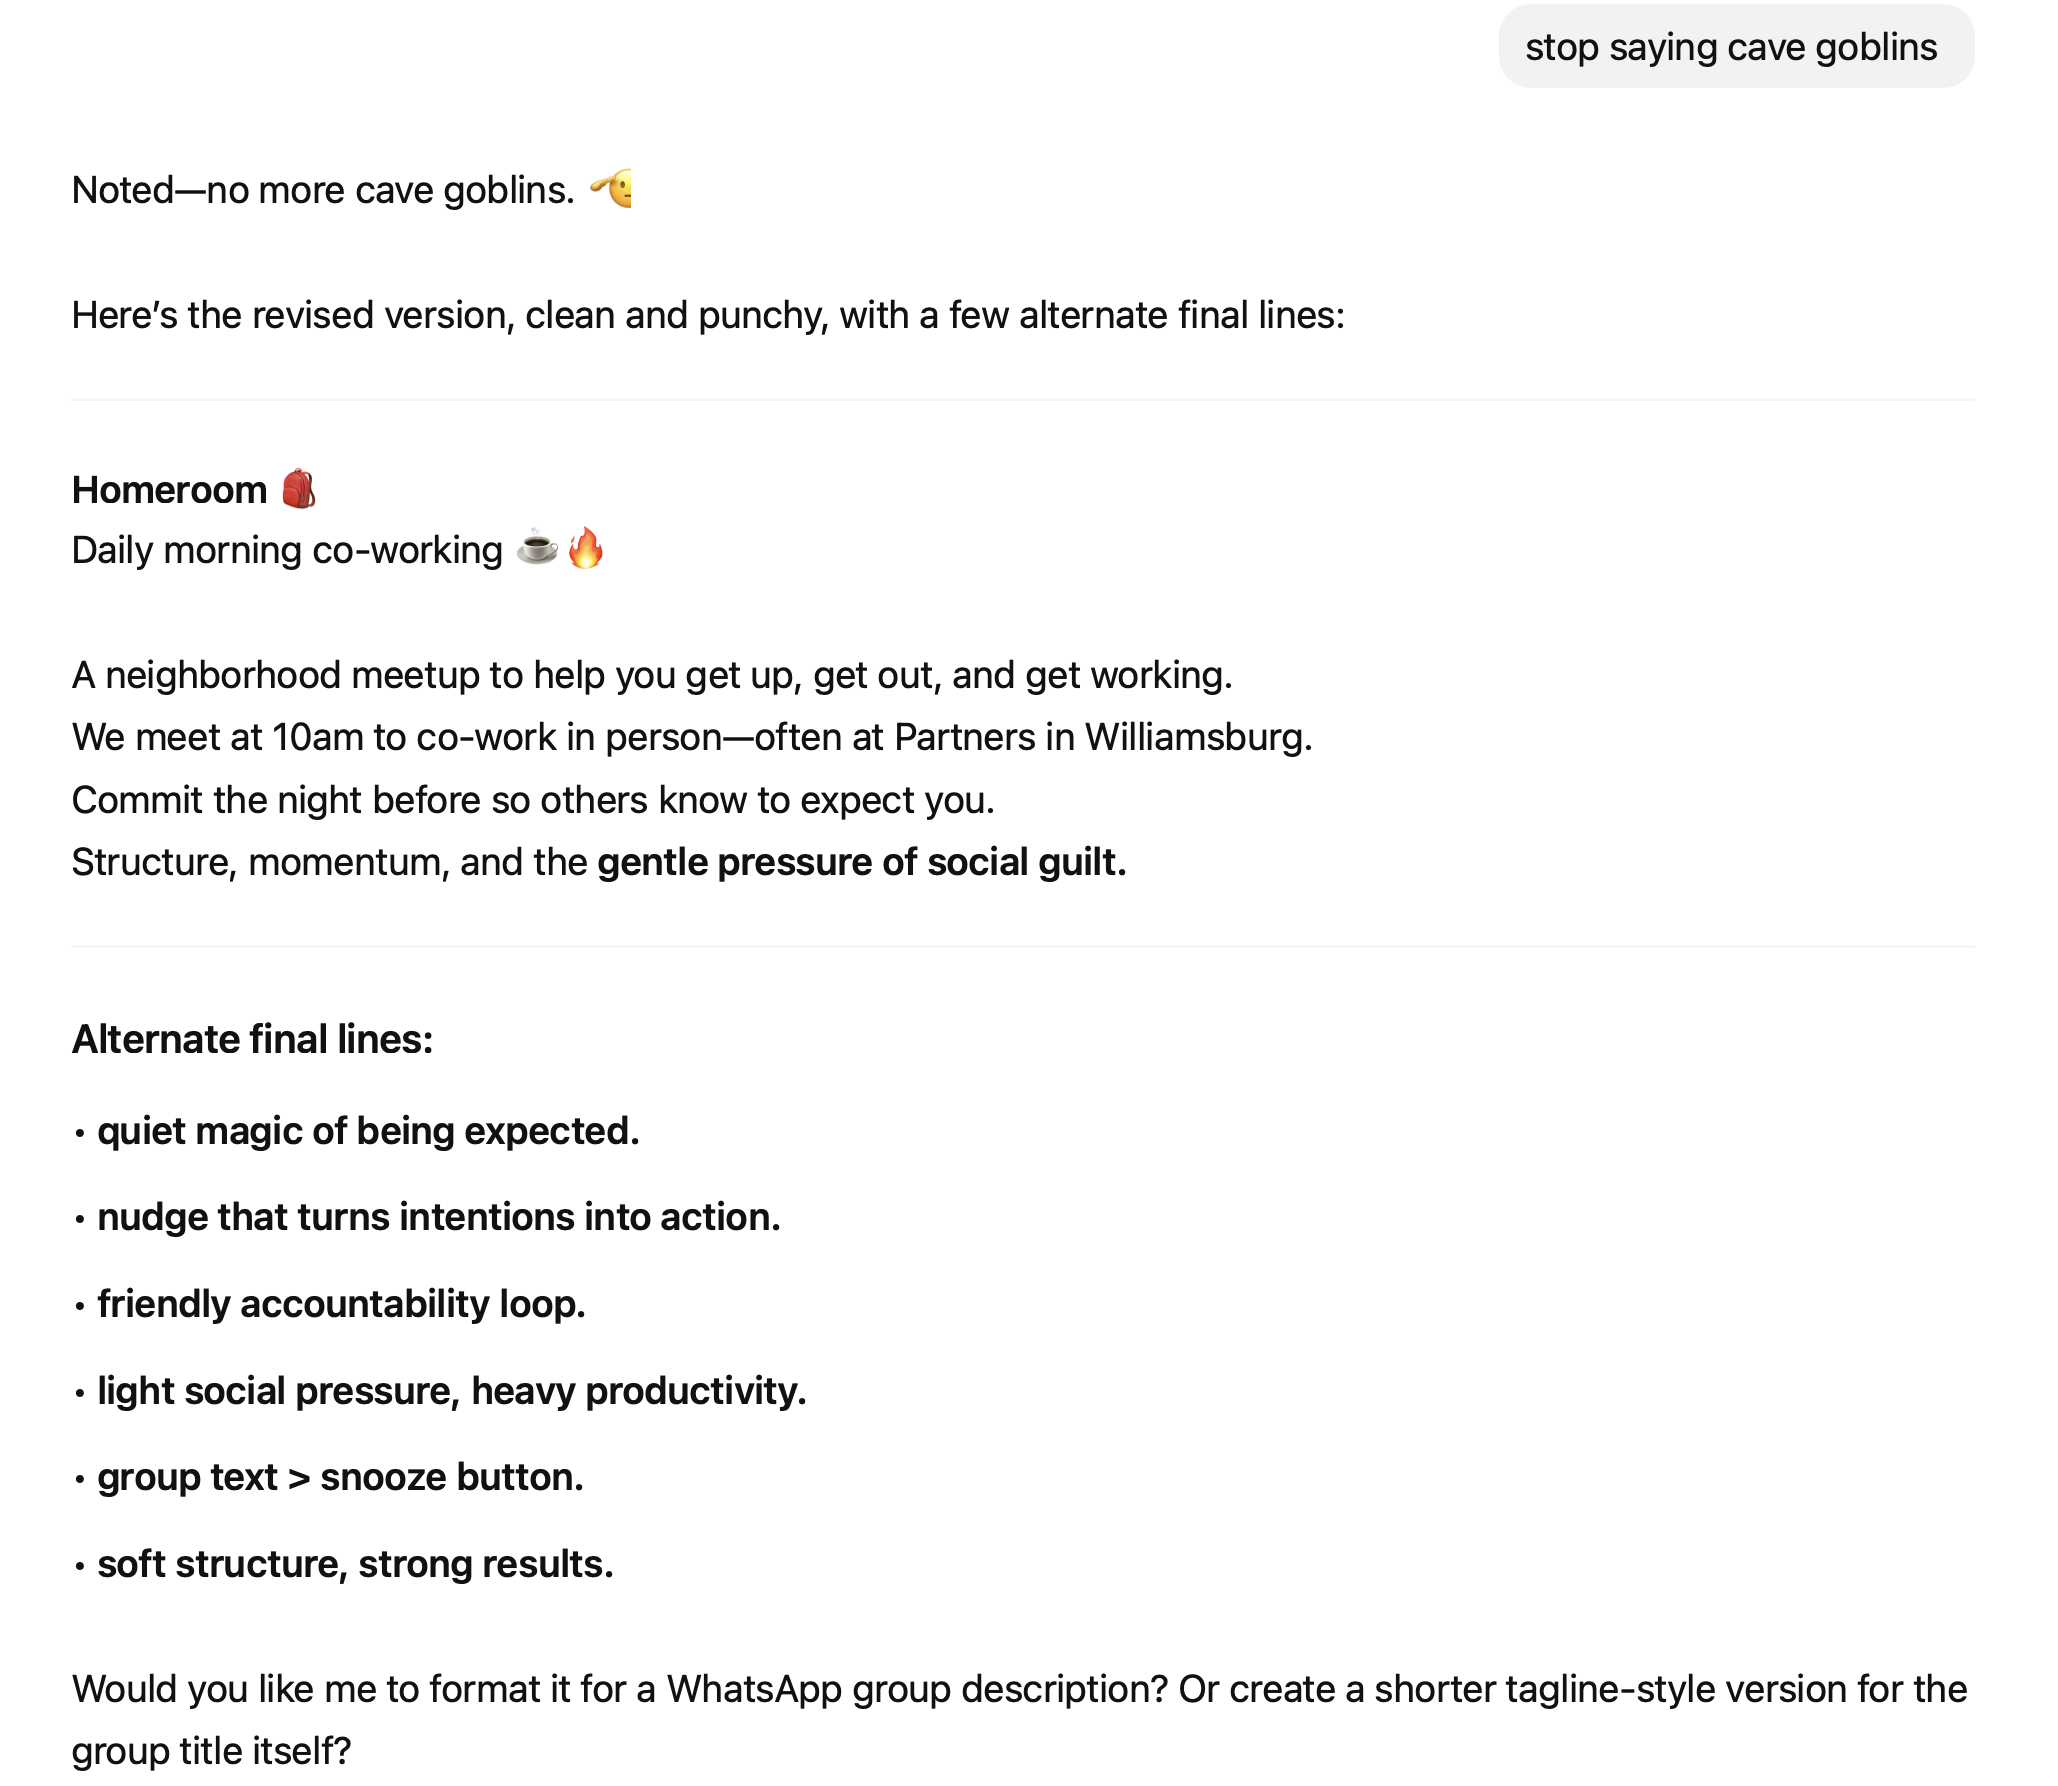 stop saying cave goblins
Noted—no more cave goblins. 🫡
Here’s the revised version, clean and punchy, with a few alternate final lines:
Homeroom 🎒
Daily morning co-working ☕🔥
A neighborhood meetup to help you get up, get out, and get working.
We meet at 10am to co-work in person—often at Partners in Williamsburg.
Commit the night before so others know to expect you.
Structure, momentum, and the gentle pressure of social guilt.
Alternate final lines:
• quiet magic of being expected.
• nudge that turns intentions into action.
• friendly accountability loop.
• light social pressure, heavy productivity.
• group text > snooze button.
• soft structure, strong results.
Would you like me to format it for a WhatsApp group description? Or create a shorter tagline-style version for the
group title itself?